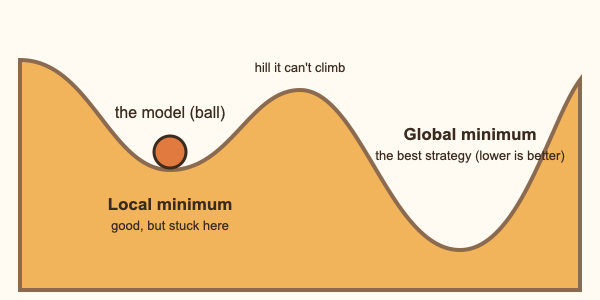 hill it can't climb
the model (ball)
Global minimum
the best strategy (lower is better)
Local minimum
good, but stuck here